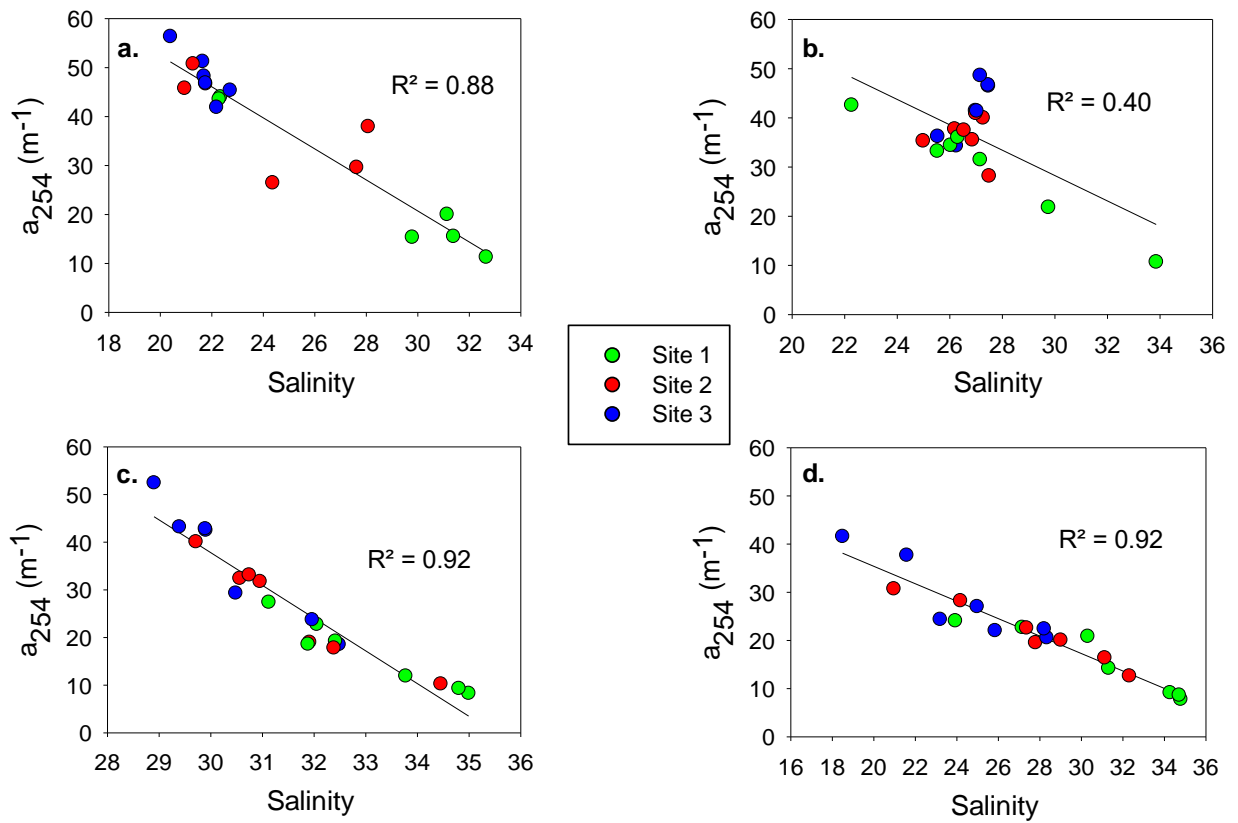 a.
R² = 0.88
a254 (m-1)
60
50
40
30
20
10
0
18 20 22 24 26 28 30 32 34
Salinity
b.
R² = 0.40
a254 (m-1)
60
50
40
30
20
10
0
20 22 24 26 28 30 32 34 36
Salinity
Site 1
Site 2
Site 3
c.
R² = 0.92
a254 (m-1)
60
50
40
30
20
10
0
28 29 30 31 32 33 34 35 36
Salinity
d.
R² = 0.92
a254 (m-1)
60
50
40
30
20
10
0
16 18 20 22 24 26 28 30 32 34 36
Salinity